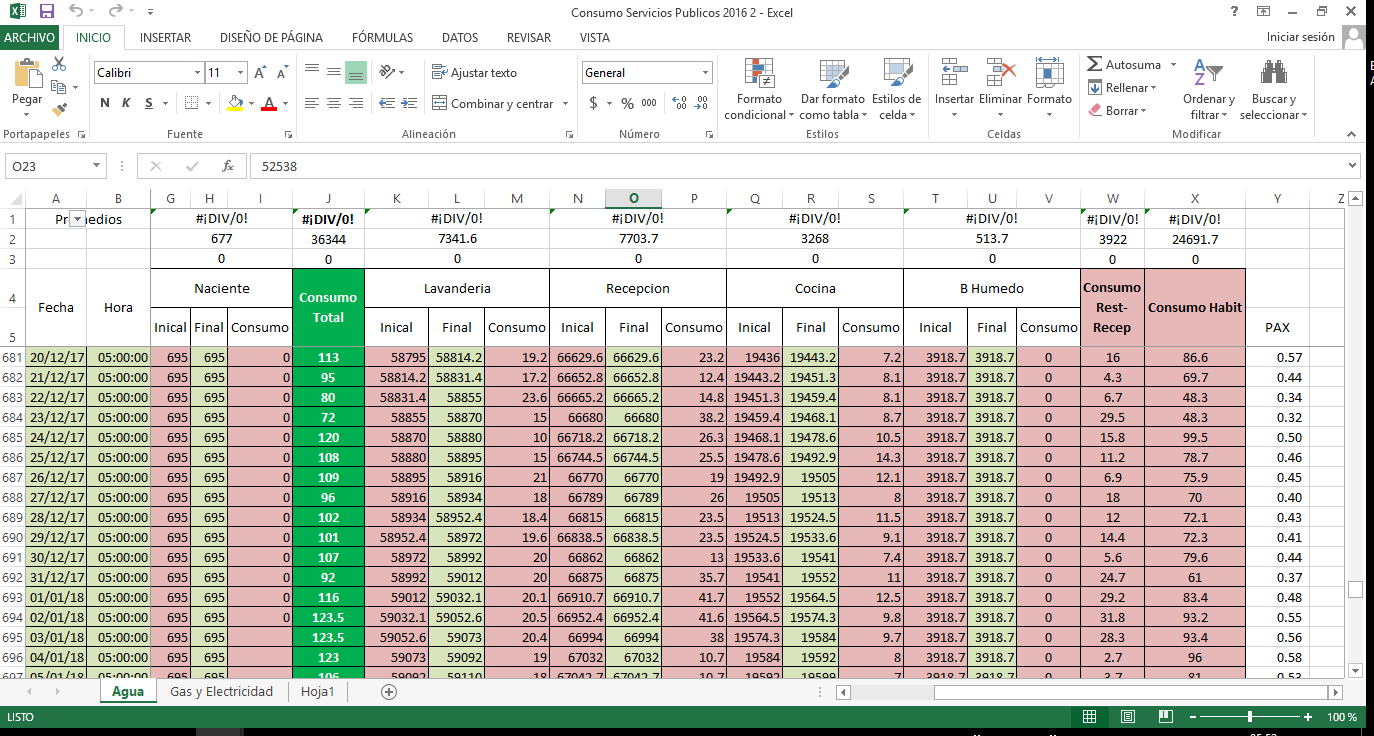 Consumo Servicios Publicos 2016 2 - Excel
Iniciar sesión
ARCHIVO INICIO INSERTAR DISEÑO DE PÁGINA FÓRMULAS DATOS REVISAR VISTA
Pegar
Portapapeles
Calibri 11
N K S
Fuente
Ajustar texto
Combinar y centrar
Alineación
General
$ % 000
Número
Formato condicional
Dar formato como tabla
Estilos de celda
Estilos
Insertar Eliminar Formato
Celdas
Autosuma
Rellenar
Borrar
Ordenar y filtrar
Buscar y seleccionar
Modificar
O23 fx 52538
A B G H I J K L M N O P Q R S T U V W X Y Z
1 #¡DIV/0! #¡DIV/0! #¡DIV/0! #¡DIV/0! #¡DIV/0! #¡DIV/0! #¡DIV/0! #¡DIV/0!
2 677 36344 7341.6 7703.7 3268 513.7 3922 24691.7
3 0 0 0 0 0 0 0 0
4 Fecha Hora Naciente Consumo Total Lavanderia Recepcion Cocina B Humedo Consumo Rest-Recep Consumo Habit
5 Inical Final Consumo Inical Final Consumo Inical Final Consumo Inical Final Consumo Inical Final Consumo PAX
681 20/12/17 05:00:00 695 695 0 113 58795 58814.2 19.2 66629.6 66629.6 23.2 19436 19443.2 7.2 3918.7 3918.7 0 16 86.6 0.57
682 21/12/17 05:00:00 695 695 0 95 58814.2 58831.4 17.2 66652.8 66652.8 12.4 19443.2 19451.3 8.1 3918.7 3918.7 0 4.3 69.7 0.44
683 22/12/17 05:00:00 695 695 0 80 58831.4 58855 23.6 66665.2 66665.2 14.8 19451.3 19459.4 8.1 3918.7 3918.7 0 6.7 48.3 0.34
684 23/12/17 05:00:00 695 695 0 72 58855 58870 15 66680 66680 38.2 19459.4 19468.1 8.7 3918.7 3918.7 0 29.5 48.3 0.32
685 24/12/17 05:00:00 695 695 0 120 58870 58880 10 66718.2 66718.2 26.3 19468.1 19478.6 10.5 3918.7 3918.7 0 15.8 99.5 0.50
686 25/12/17 05:00:00 695 695 0 108 58880 58895 15 66744.5 66744.5 25.5 19478.6 19492.9 14.3 3918.7 3918.7 0 11.2 78.7 0.46
687 26/12/17 05:00:00 695 695 0 109 58895 58916 21 66770 66770 19 19492.9 19505 12.1 3918.7 3918.7 0 6.9 75.9 0.45
688 27/12/17 05:00:00 695 695 0 96 58916 58934 18 66789 66789 26 19505 19513 8 3918.7 3918.7 0 18 70 0.40
689 28/12/17 05:00:00 695 695 0 102 58934 58952.4 18.4 66815 66815 23.5 19513 19524.5 11.5 3918.7 3918.7 0 12 72.1 0.43
690 29/12/17 05:00:00 695 695 0 101 58952.4 58972 19.6 66838.5 66838.5 23.5 19524.5 19533.6 9.1 3918.7 3918.7 0 14.4 72.3 0.41
691 30/12/17 05:00:00 695 695 0 107 58972 58992 20 66862 66862 13 19533.6 19541 7.4 3918.7 3918.7 0 5.6 79.6 0.44
692 31/12/17 05:00:00 695 695 0 92 58992 59012 20 66875 66875 35.7 19541 19552 11 3918.7 3918.7 0 24.7 61 0.37
693 01/01/18 05:00:00 695 695 0 116 59012 59032.1 20.1 66910.7 66910.7 41.7 19552 19564.5 12.5 3918.7 3918.7 0 29.2 83.4 0.48
694 02/01/18 05:00:00 695 695 0 123.5 59032.1 59052.6 20.5 66952.4 66952.4 41.6 19564.5 19574.3 9.8 3918.7 3918.7 0 31.8 93.2 0.55
695 03/01/18 05:00:00 695 695 123.5 59052.6 59073 20.4 66994 66994 38 19574.3 19584 9.7 3918.7 3918.7 0 28.3 93.4 0.56
696 04/01/18 05:00:00 695 695 123 59073 59092 19 67032 67032 10.7 19584 19592 8 3918.7 3918.7 0 2.7 96 0.58
Agua Gas y Electricidad Hoja1
LISTO 100 %